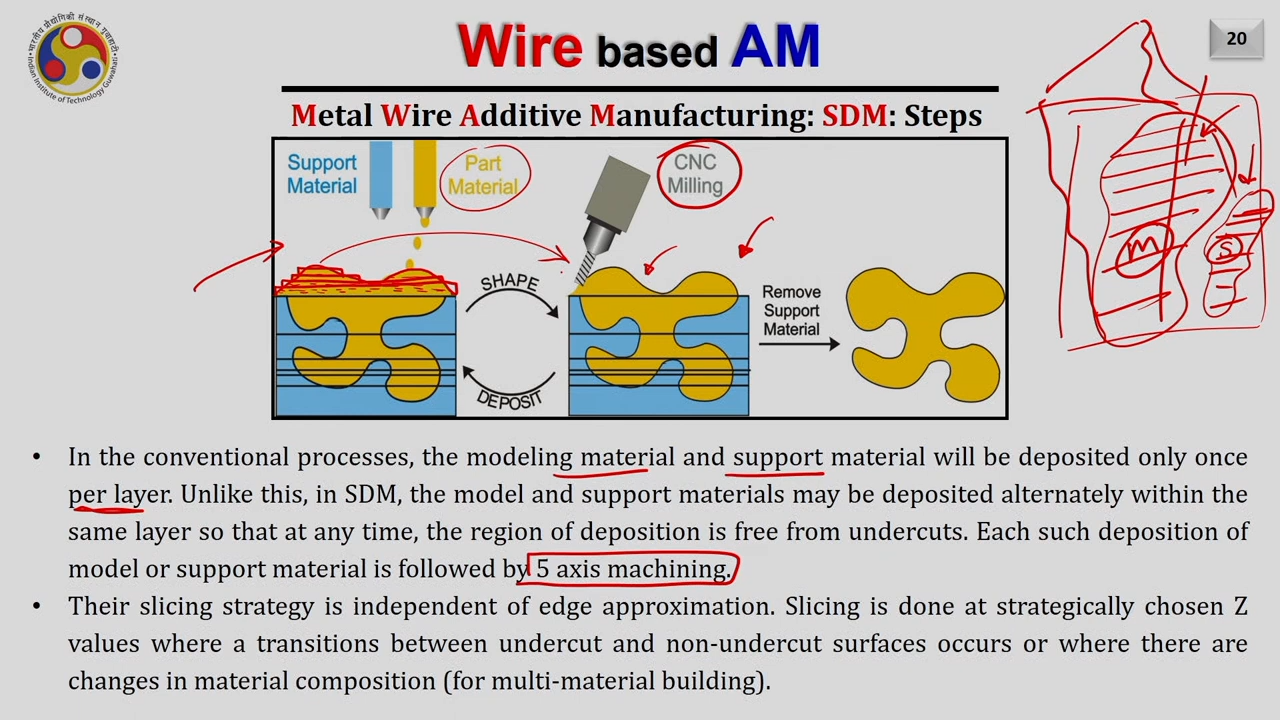 Wire based AM
20
Metal Wire Additive Manufacturing: SDM: Steps
Support
Material
Part
Material
CNC
Milling
SHAPE
DEPOSIT
Remove
Support
Material
m
S
• In the conventional processes, the modeling material and support material will be deposited only once
per layer. Unlike this, in SDM, the model and support materials may be deposited alternately within the
same layer so that at any time, the region of deposition is free from undercuts. Each such deposition of
model or support material is followed by 5 axis machining.
• Their slicing strategy is independent of edge approximation. Slicing is done at strategically chosen Z
values where a transitions between undercut and non-undercut surfaces occurs or where there are
changes in material composition (for multi-material building).